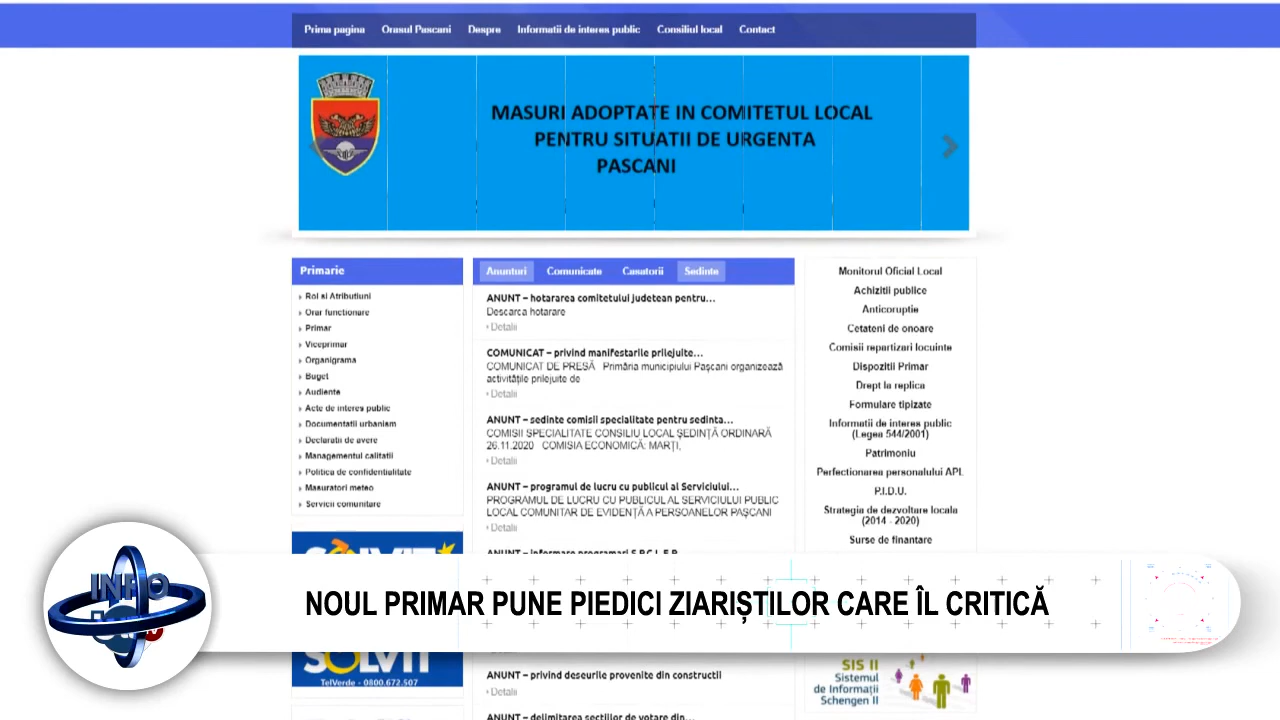 Prima pagina Orasul Pascani Despre Informatii de interes public Consiliul local Contact
MASURI ADOPTATE IN COMITETUL LOCAL
PENTRU SITUATII DE URGENTA
PASCANI
Primarie
Rol si Atributiuni
Orar functionare
Primar
Viceprimar
Organigrama
Buget
Audiente
Acte de interes public
Documentatii urbanism
Declaratii de avere
Managementul calitatii
Politica de confidentialitate
Masuratori meteo
Servicii comunitare
Anunturi Comunicate Casatorii Sedinte
ANUNT – hotararea comitetului judetean pentru…
Descarca hotarare
Detalii
COMUNICAT – privind manifestarile prilejuite…
COMUNICAT DE PRESĂ Primăria municipiului Pașcani organizează
activitățile prilejuite de
Detalii
ANUNT – sedinte comisii specialitate pentru sedinta…
COMISII SPECIALITATE CONSILIU LOCAL ȘEDINȚĂ ORDINARĂ
26.11.2020 COMISIA ECONOMICĂ: MARȚI,
Detalii
ANUNT – programul de lucru cu publicul al Serviciului…
PROGRAMUL DE LUCRU CU PUBLICUL AL SERVICIULUI PUBLIC
LOCAL COMUNITAR DE EVIDENȚĂ A PERSOANELOR PAȘCANI
Detalii
ANUNT – informare programari S.P.C.L.E.P.
Monitorul Oficial Local
Achizitii publice
Anticoruptie
Cetateni de onoare
Comisii repartizari locuinte
Dispozitii Primar
Drept la replica
Formulare tipizate
Informatii de interes public
(Legea 544/2001)
Patrimoniu
Perfectionarea personalului APL
P.I.D.U.
Strategia de dezvoltare locala
(2014 - 2020)
Surse de finantare
SOLVIT
INFO
NOUL PRIMAR PUNE PIEDICI ZIARIȘTILOR CARE ÎL CRITICĂ
SOLVIT
TelVerde - 0800.672.507
ANUNT – privind deseurile provenite din constructii
Detalii
ANUNT – delimitarea sectiilor de votare din…
SIS II
Sistemul
de Informații
Schengen II